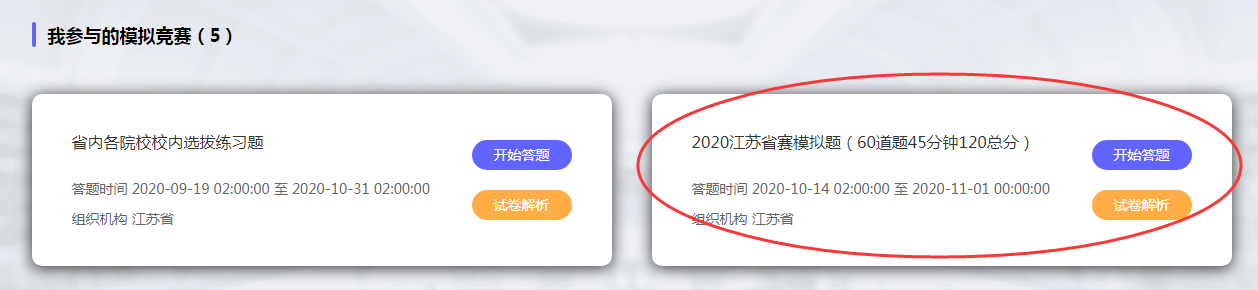 我参与的模拟竞赛（5）
省内各院校校内选拔练习题
开始答题
答题时间 2020-09-19 02:00:00 至 2020-10-31 02:00:00
试卷解析
组织机构 江苏省
2020江苏省赛模拟题（60道题45分钟120总分）
开始答题
答题时间 2020-10-14 02:00:00 至 2020-11-01 00:00:00
试卷解析
组织机构 江苏省